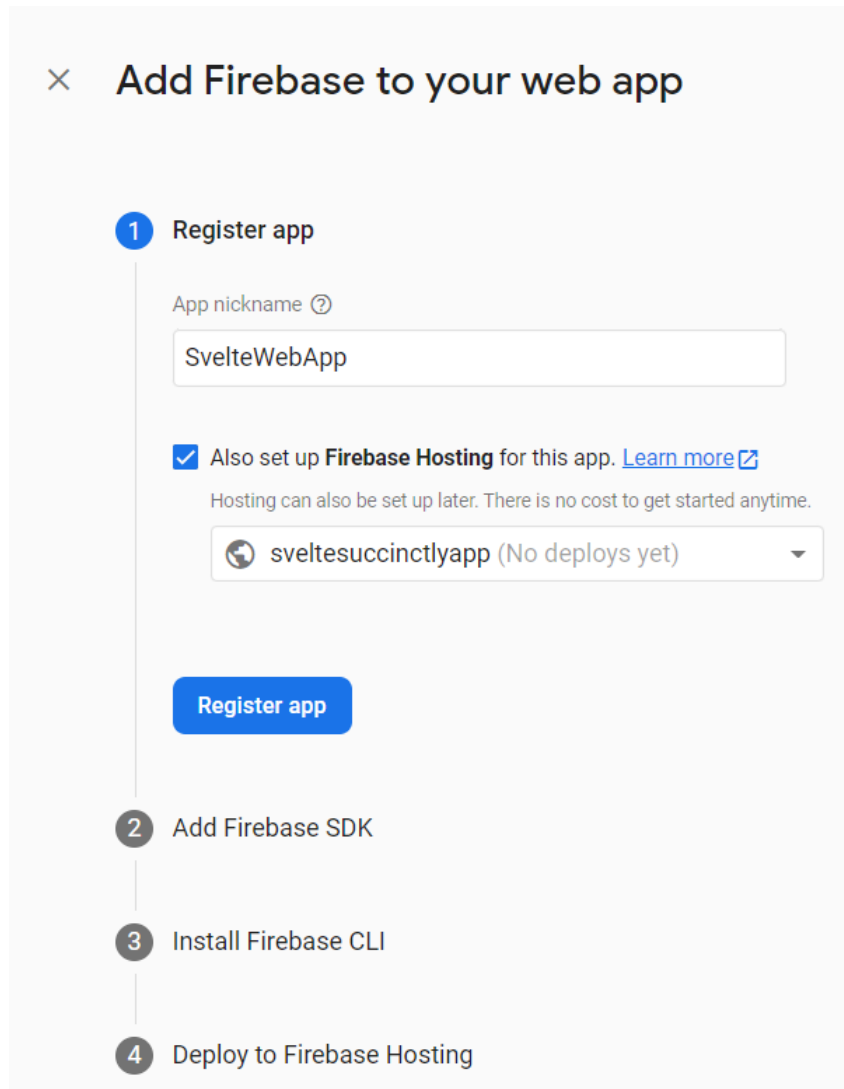 Add Firebase to your web app
1 Register app
App nickname
SvelteWebApp
Also set up Firebase Hosting for this app. Learn more
Hosting can also be set up later. There is no cost to get started anytime.
sveltesuccinctlyapp (No deploys yet)
Register app
2 Add Firebase SDK
3 Install Firebase CLI
4 Deploy to Firebase Hosting